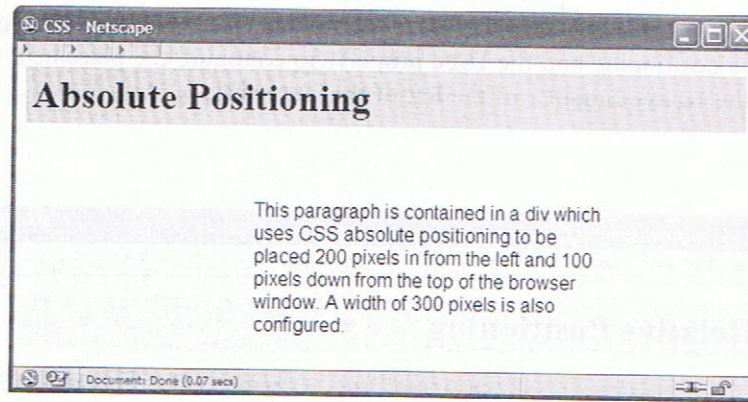 CSS - Netscape
Absolute Positioning
This paragraph is contained in a div which
uses CSS absolute positioning to be
placed 200 pixels in from the left and 100
pixels down from the top of the browser
window. A width of 300 pixels is also
configured.
Document: Done (0.07 secs)